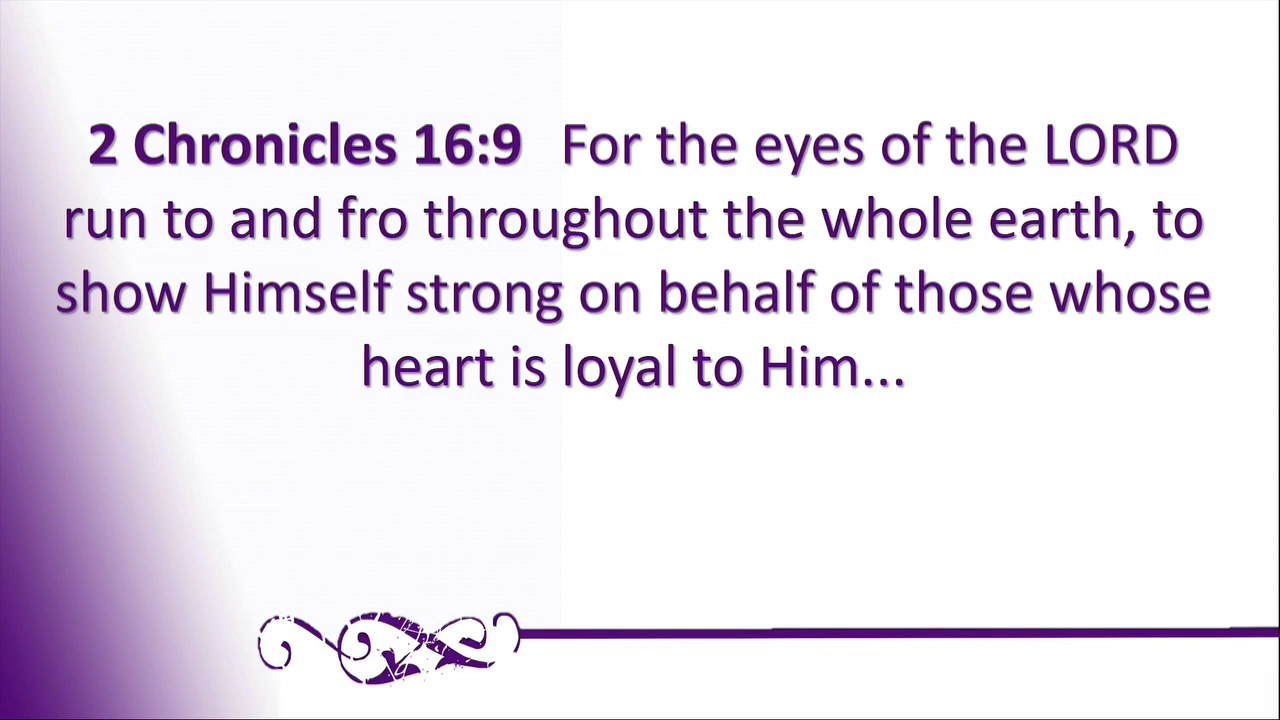 2 Chronicles 16:9 For the eyes of the LORD
run to and fro throughout the whole earth, to
show Himself strong on behalf of those whose
heart is loyal to Him...